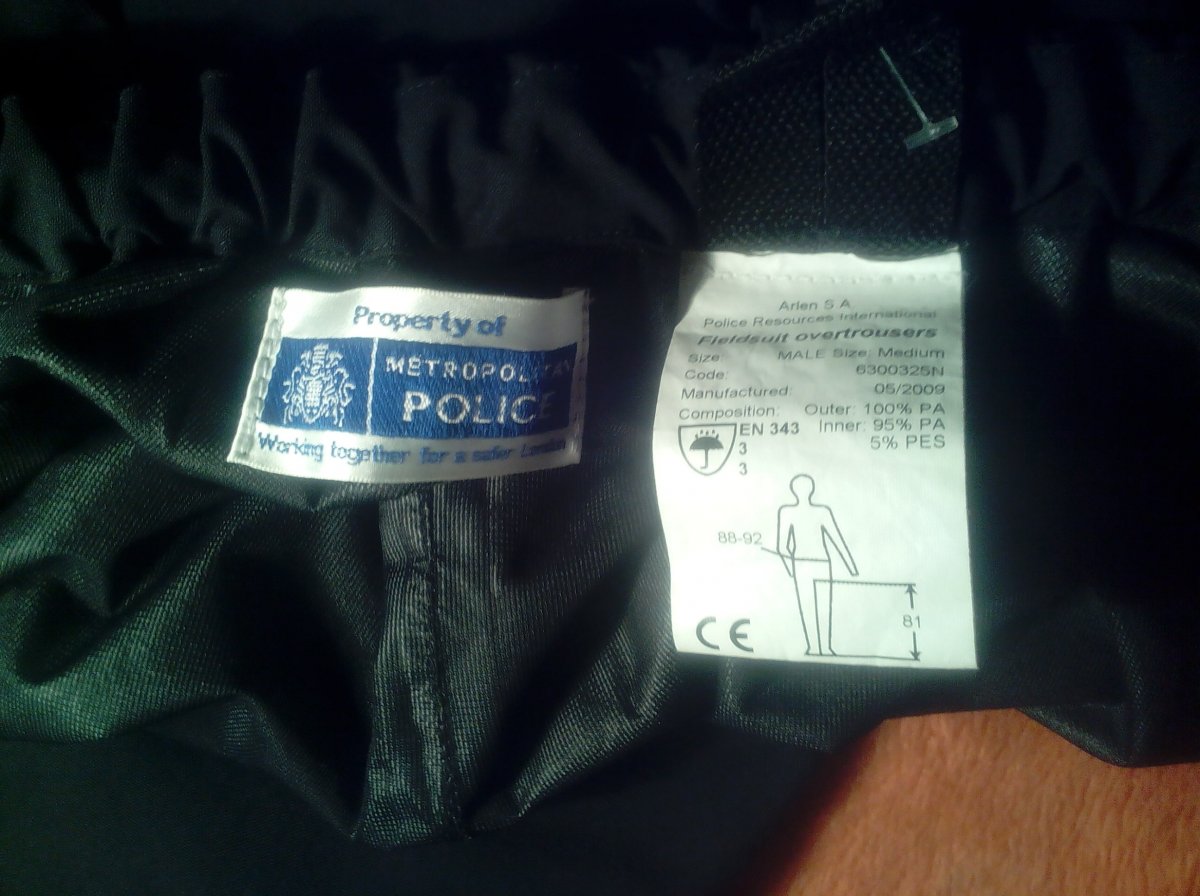 Property of
METROPOLITAN
POLICE
Working together for a safer London
Arlen S A
Police Resources International
Fieldsuit overtrousers
Size: MALE Size: Medium
Code: 6300325N
Manufactured: 05/2009
Composition: Outer: 100% PA
EN 343 Inner: 95% PA
3 5% PES
3
88-92
81
CE